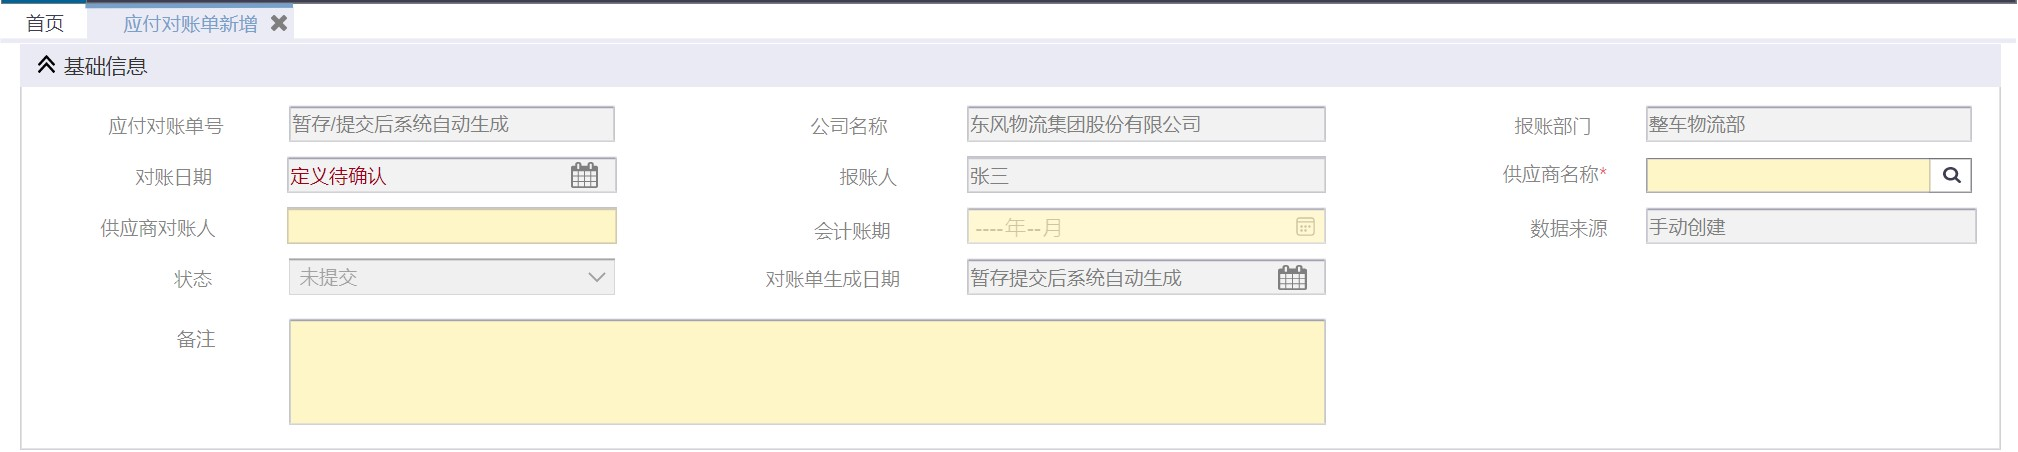 首页 应付对账单新增
基础信息
应付对账单号 暂存/提交后系统自动生成 公司名称 东风物流集团股份有限公司 报账部门 整车物流部
对账日期 定义待确认 报账人 张三 供应商名称*
供应商对账人 会计账期 ----年--月 数据来源 手动创建
状态 未提交 对账单生成日期 暂存提交后系统自动生成
备注